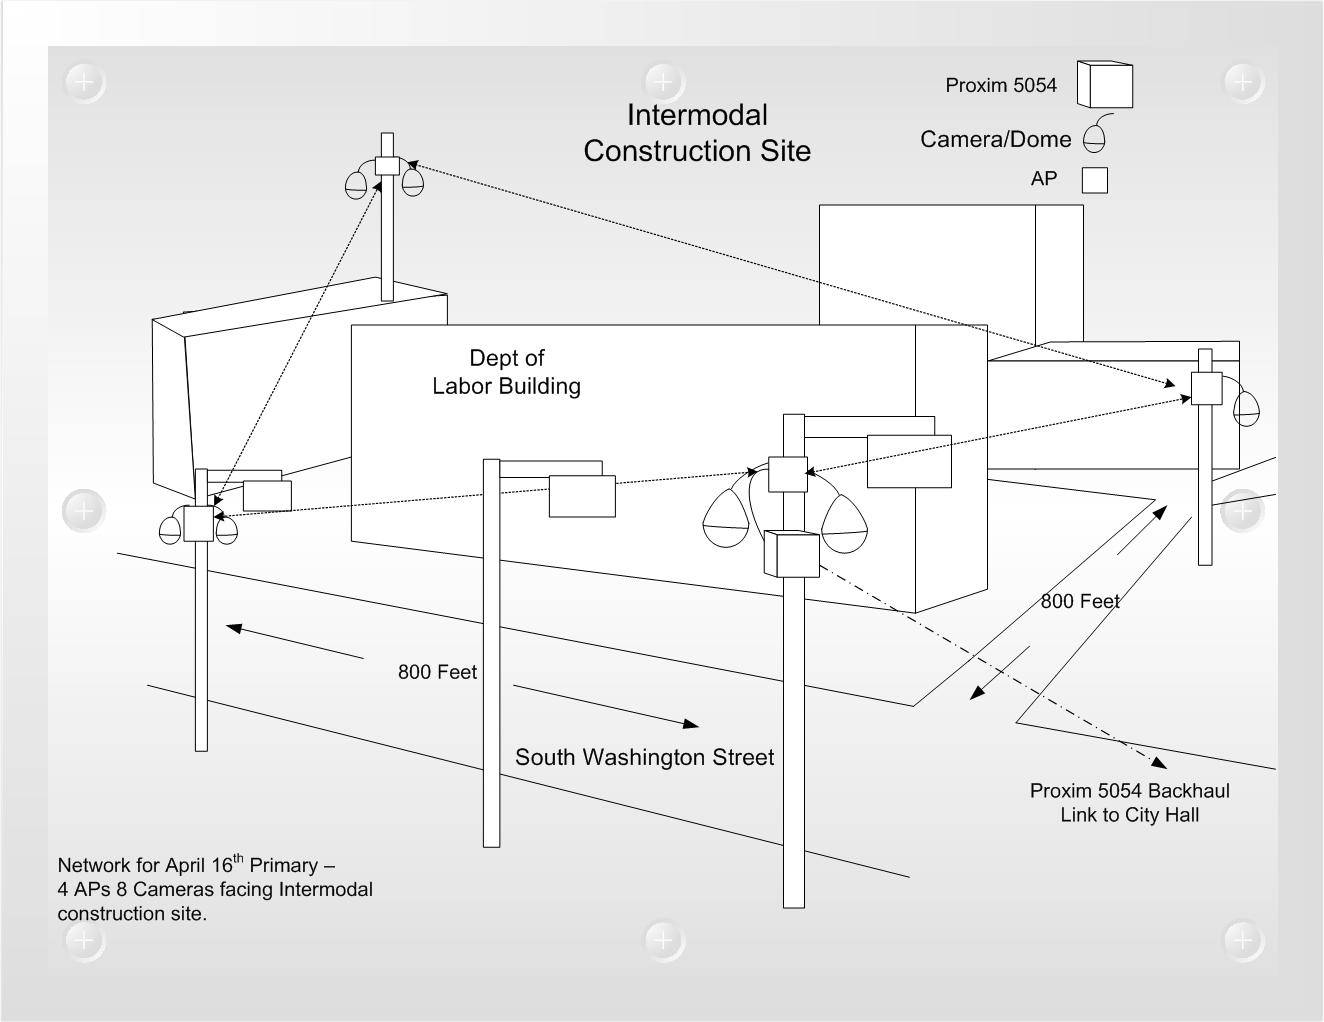 Intermodal
Construction Site
Proxim 5054
Camera/Dome
AP
Dept of
Labor Building
800 Feet
800 Feet
South Washington Street
Proxim 5054 Backhaul
Link to City Hall
Network for April 16th Primary –
4 APs 8 Cameras facing Intermodal
construction site.